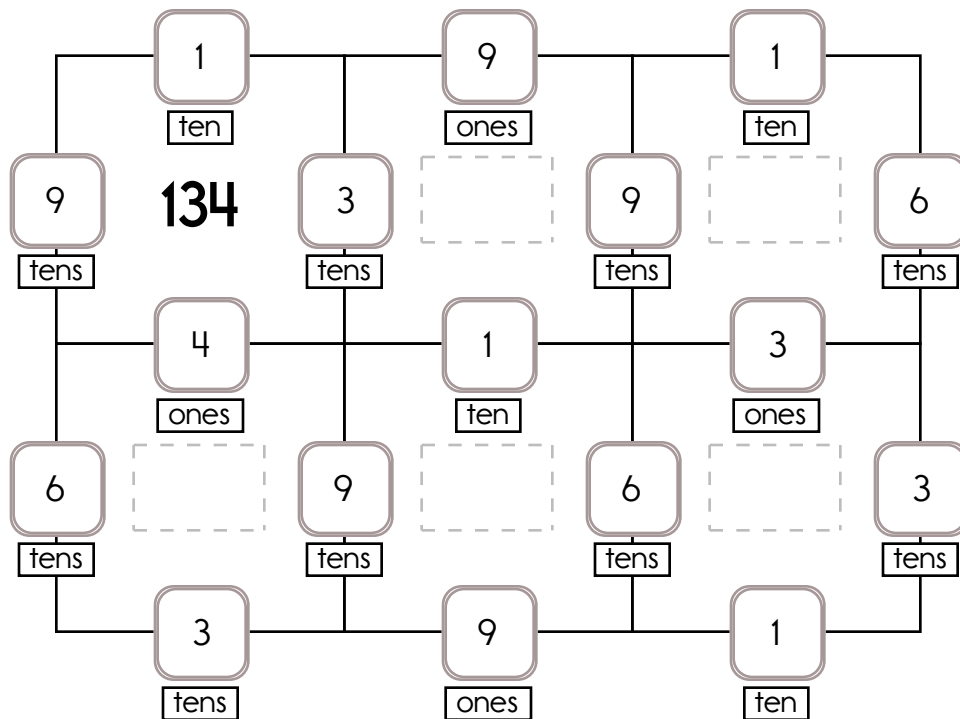 1 9 1
ten ones ten
9 134 3 9 6
tens tens tens tens
4 1 3
ones ten ones
6 9 6 3
tens tens tens tens
3 9 1
tens ones ten